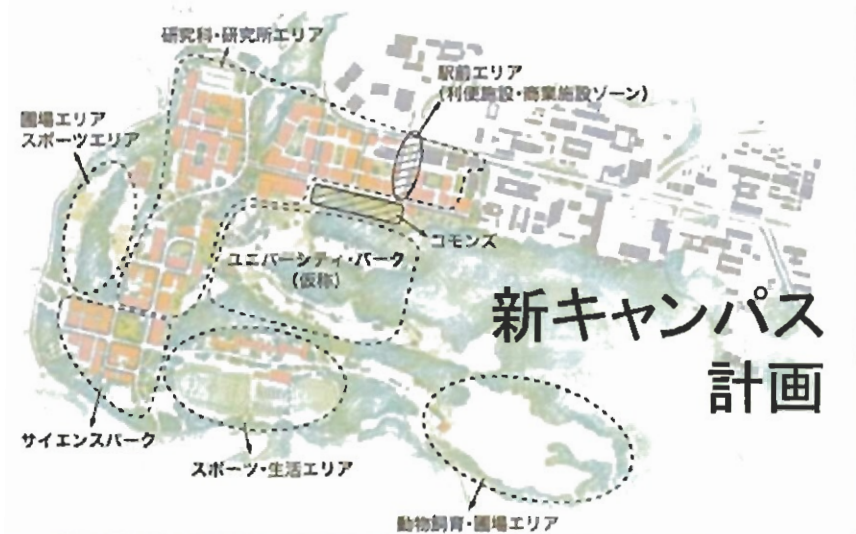 研究科・研究所エリア
駅前エリア
(利便施設・商業施設ゾーン)
圃場エリア
スポーツエリア
コモンズ
ユニバーシティ・パーク
(仮称)
新キャンパス
計画
サイエンスパーク
スポーツ・生活エリア
動物飼育・圃場エリア